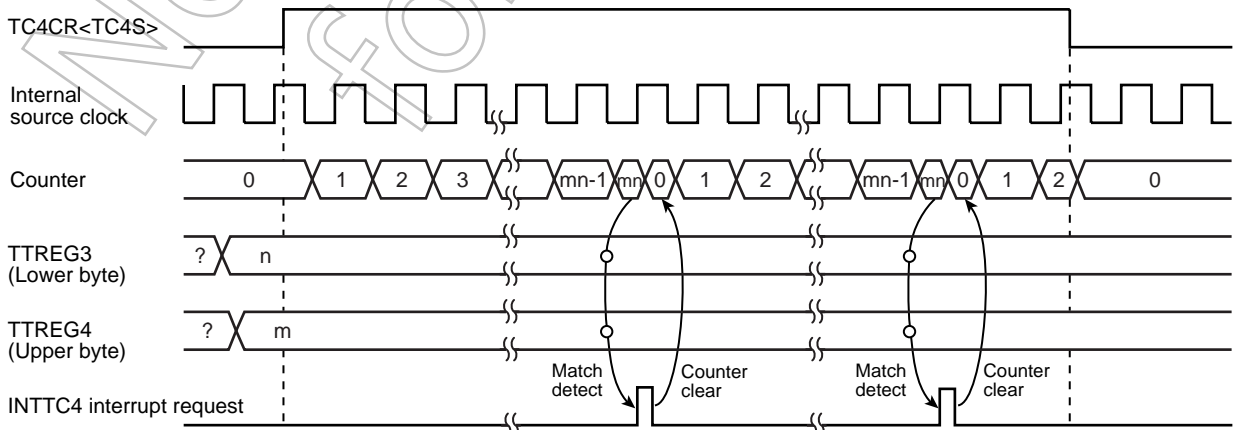 TC4CR<TC4S>
Internal
source clock
Counter 0 1 2 3 mn-1 mn 0 1 2 mn-1 mn 0 1 2 0
TTREG3
(Lower byte)
? n
TTREG4
(Upper byte)
? m
Match
detect
Counter
clear
Match
detect
Counter
clear
INTTC4 interrupt request